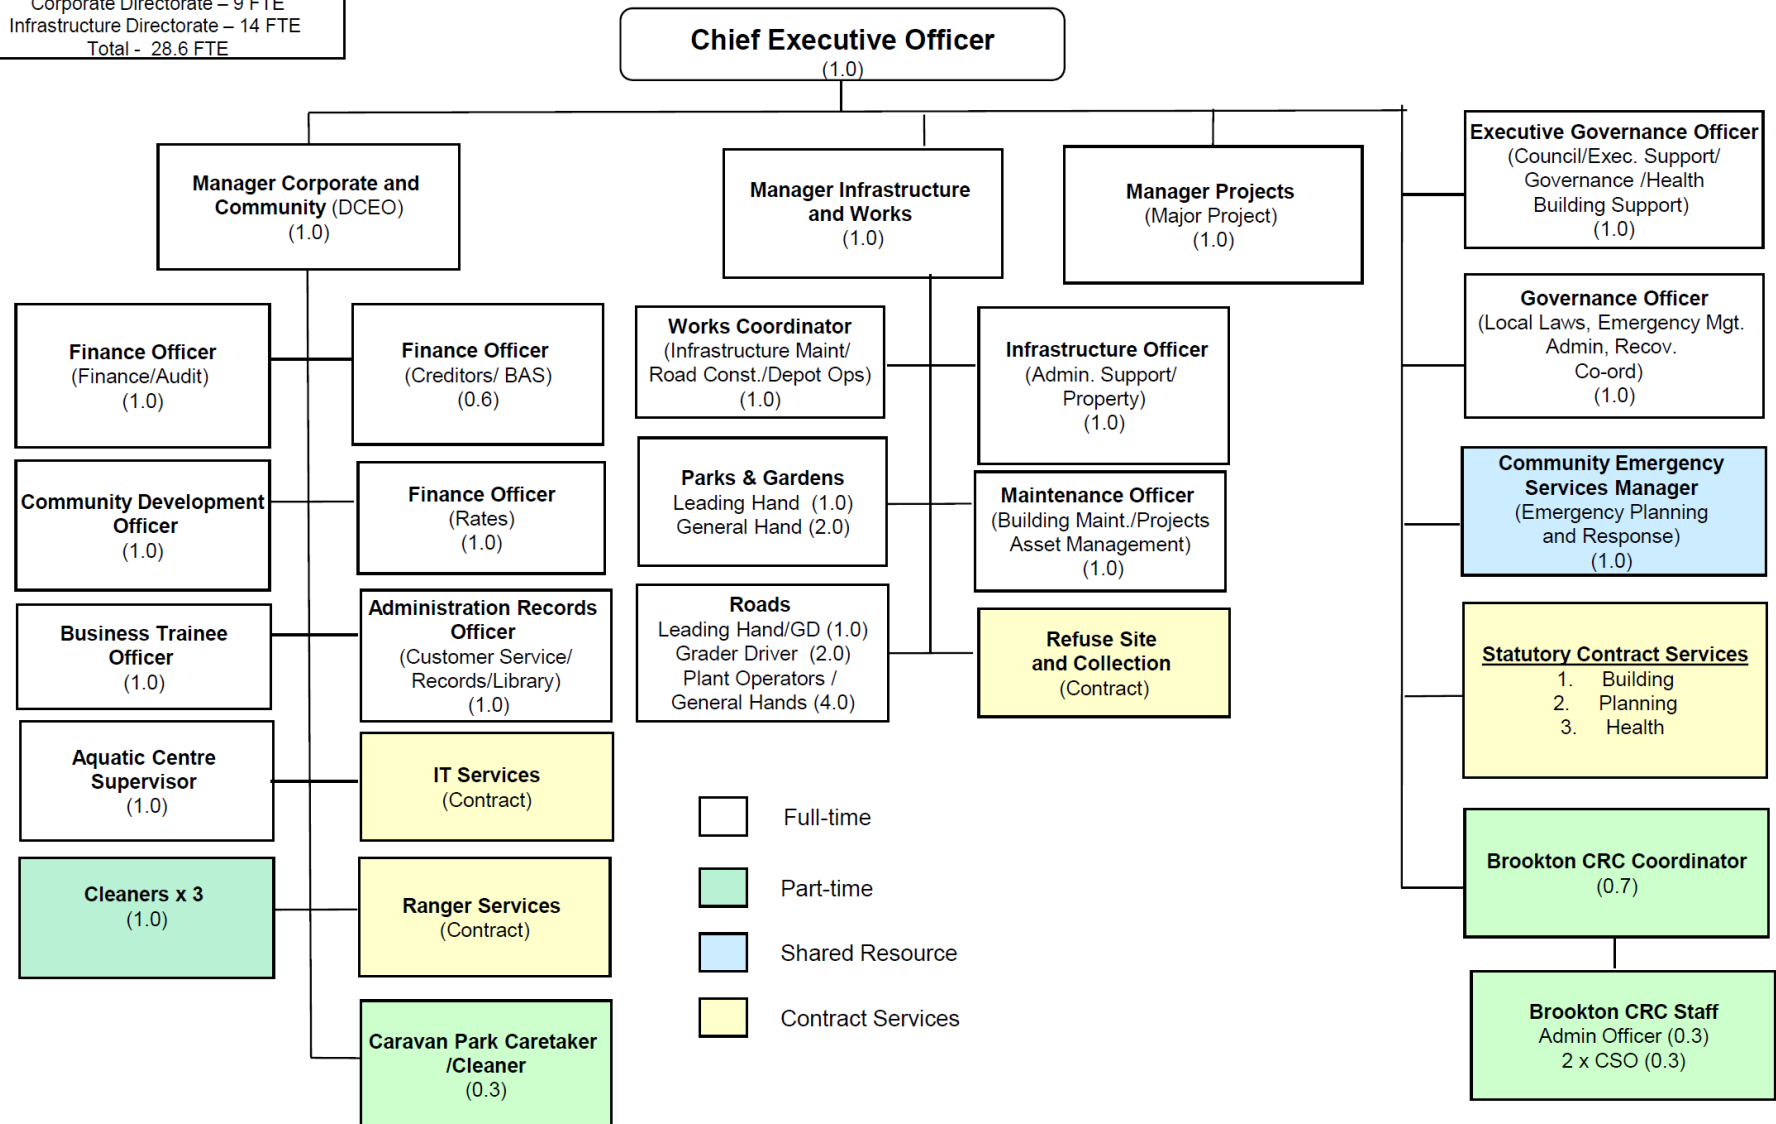 Corporate Directorate – 9 FTE
Infrastructure Directorate – 14 FTE
Total - 28.6 FTE
Chief Executive Officer
(1.0)
Manager Corporate and
Community (DCEO)
(1.0)
Manager Infrastructure
and Works
(1.0)
Manager Projects
(Major Project)
(1.0)
Executive Governance Officer
(Council/Exec. Support/
Governance /Health
Building Support)
(1.0)
Finance Officer
(Finance/Audit)
(1.0)
Finance Officer
(Creditors/ BAS)
(0.6)
Works Coordinator
(Infrastructure Maint/
Road Const./Depot Ops)
(1.0)
Infrastructure Officer
(Admin. Support/
Property)
(1.0)
Governance Officer
(Local Laws, Emergency Mgt.
Admin, Recov.
Co-ord)
(1.0)
Community Development
Officer
(1.0)
Finance Officer
(Rates)
(1.0)
Parks & Gardens
Leading Hand (1.0)
General Hand (2.0)
Maintenance Officer
(Building Maint./Projects
Asset Management)
(1.0)
Community Emergency
Services Manager
(Emergency Planning
and Response)
(1.0)
Business Trainee
Officer
(1.0)
Administration Records
Officer
(Customer Service/
Records/Library)
(1.0)
Roads
Leading Hand/GD (1.0)
Grader Driver (2.0)
Plant Operators /
General Hands (4.0)
Refuse Site
and Collection
(Contract)
Statutory Contract Services
1. Building
2. Planning
3. Health
Aquatic Centre
Supervisor
(1.0)
IT Services
(Contract)
Full-time
Cleaners x 3
(1.0)
Ranger Services
(Contract)
Part-time
Brookton CRC Coordinator
(0.7)
Shared Resource
Contract Services
Caravan Park Caretaker
/Cleaner
(0.3)
Brookton CRC Staff
Admin Officer (0.3)
2 x CSO (0.3)